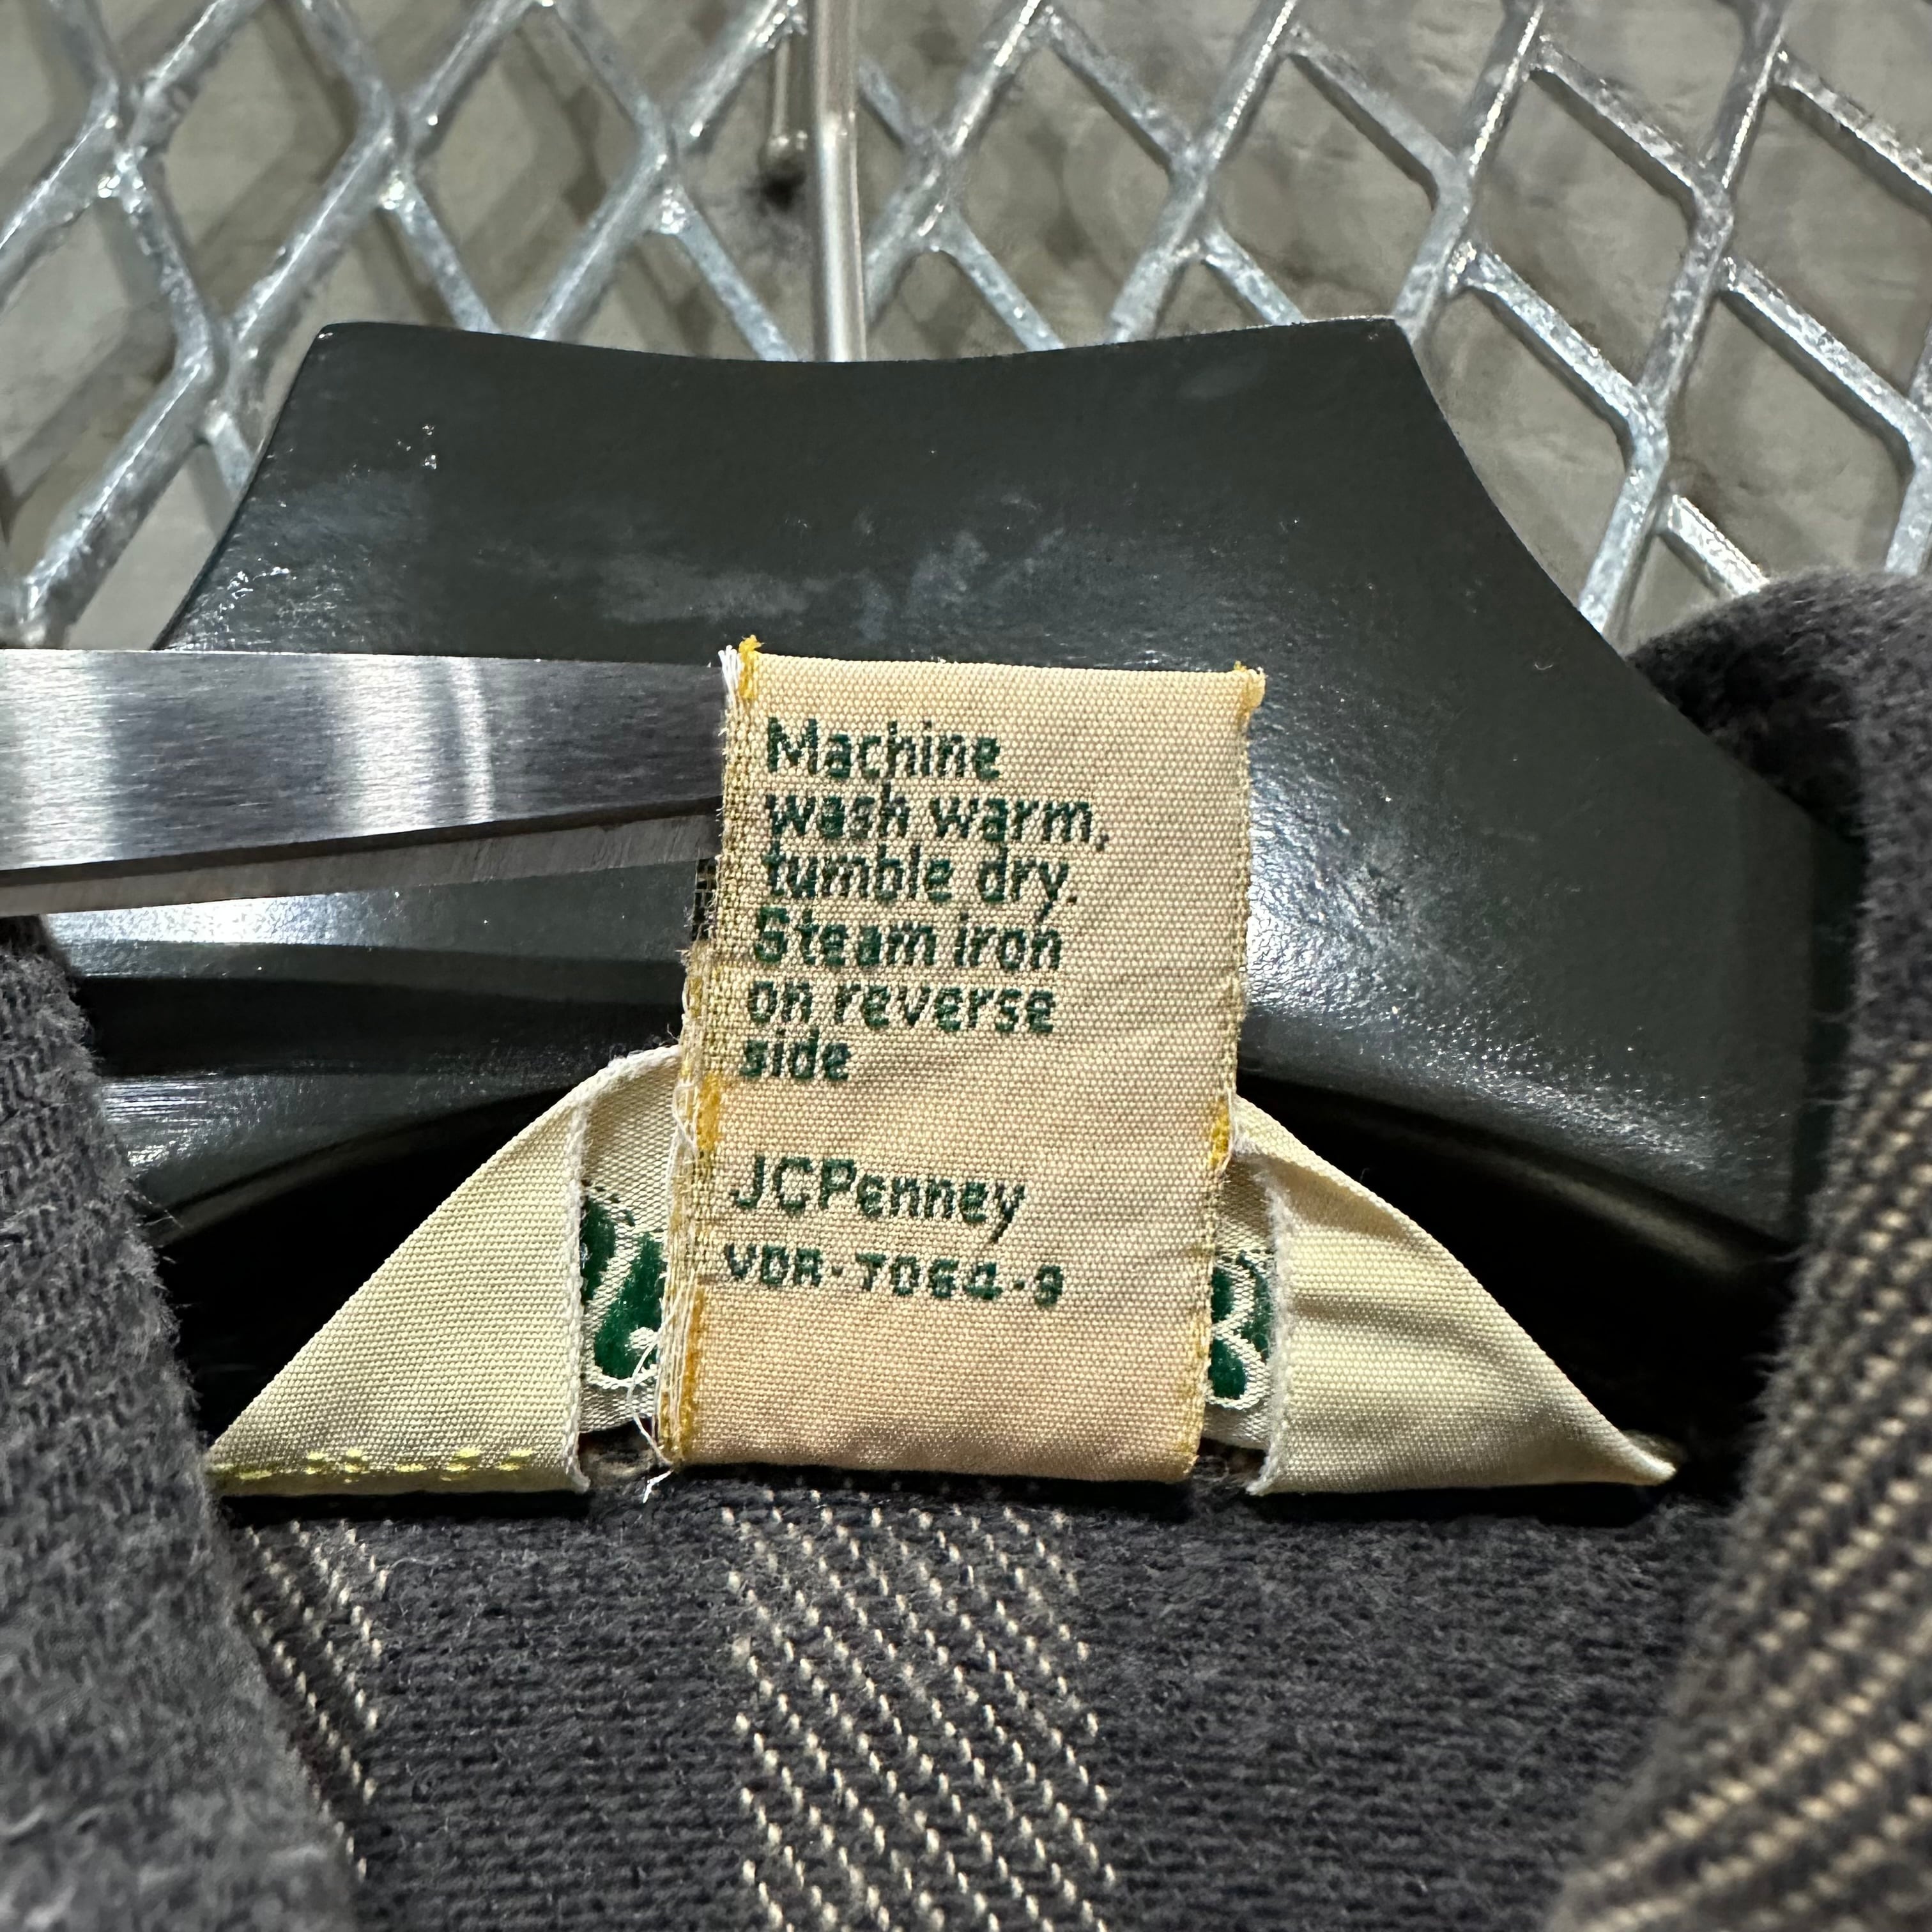 Machine
wash warm,
tumble dry.
Steam iron
on reverse
side
JCPenney
VDR-7064-9